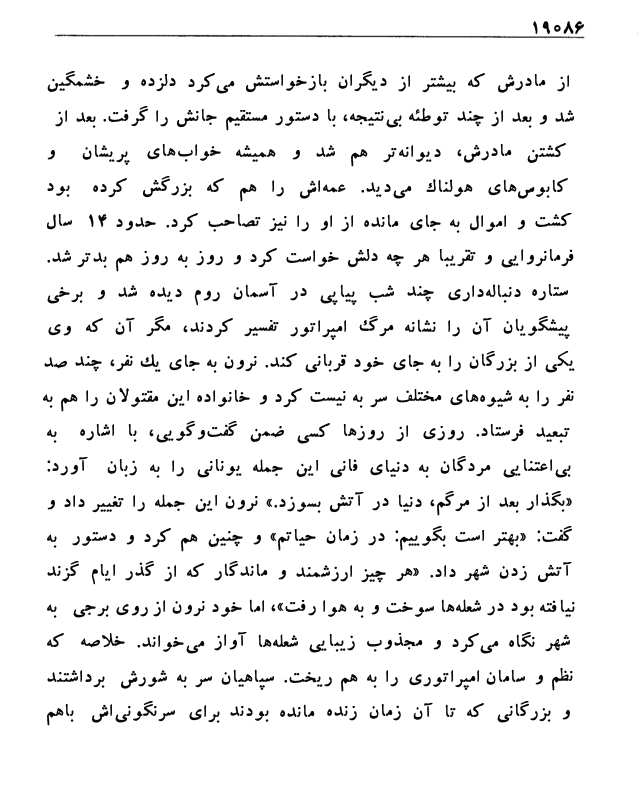 ۱۹۰۸۶
از مادرش که بیشتر از دیگران بازخواستش می‌کرد دلزده و خشمگین
شد و بعد از چند توطئه بی‌نتیجه، با دستور مستقیم جانش را گرفت. بعد از
کشتن مادرش، دیوانه‌تر هم شد و همیشه خواب‌های پریشان و
کابوس‌های هولناك می‌دید. عمه‌اش را هم که بزرگش کرده بود
کشت و اموال به جای مانده از او را نیز تصاحب کرد. حدود ۱۴ سال
فرمانروایی و تقریبا هر چه دلش خواست کرد و روز به روز هم بدتر شد.
ستاره دنباله‌داری چند شب پیاپی در آسمان روم دیده شد و برخی
پیشگویان آن را نشانه مرگ امپراتور تفسیر کردند، مگر آن که وی
یکی از بزرگان را به جای خود قربانی کند. نرون به جای یك نفر، چند صد
نفر را به شیوه‌های مختلف سر به نیست کرد و خانواده این مقتولان را هم به
تبعید فرستاد. روزی از روزها کسی ضمن گفت‌وگویی، با اشاره به
بی‌اعتنایی مردگان به دنیای فانی این جمله یونانی را به زبان آورد:
«بگذار بعد از مرگم، دنیا در آتش بسوزد.» نرون این جمله را تغییر داد و
گفت: «بهتر است بگوییم: در زمان حیاتم» و چنین هم کرد و دستور به
آتش زدن شهر داد. «هر چیز ارزشمند و ماندگار که از گذر ایام گزند
نیافته بود در شعله‌ها سوخت و به هوا رفت»، اما خود نرون از روی برجی به
شهر نگاه می‌کرد و مجذوب زیبایی شعله‌ها آواز می‌خواند. خلاصه که
نظم و سامان امپراتوری را به هم ریخت. سپاهیان سر به شورش برداشتند
و بزرگانی که تا آن زمان زنده مانده بودند برای سرنگونی‌اش باهم